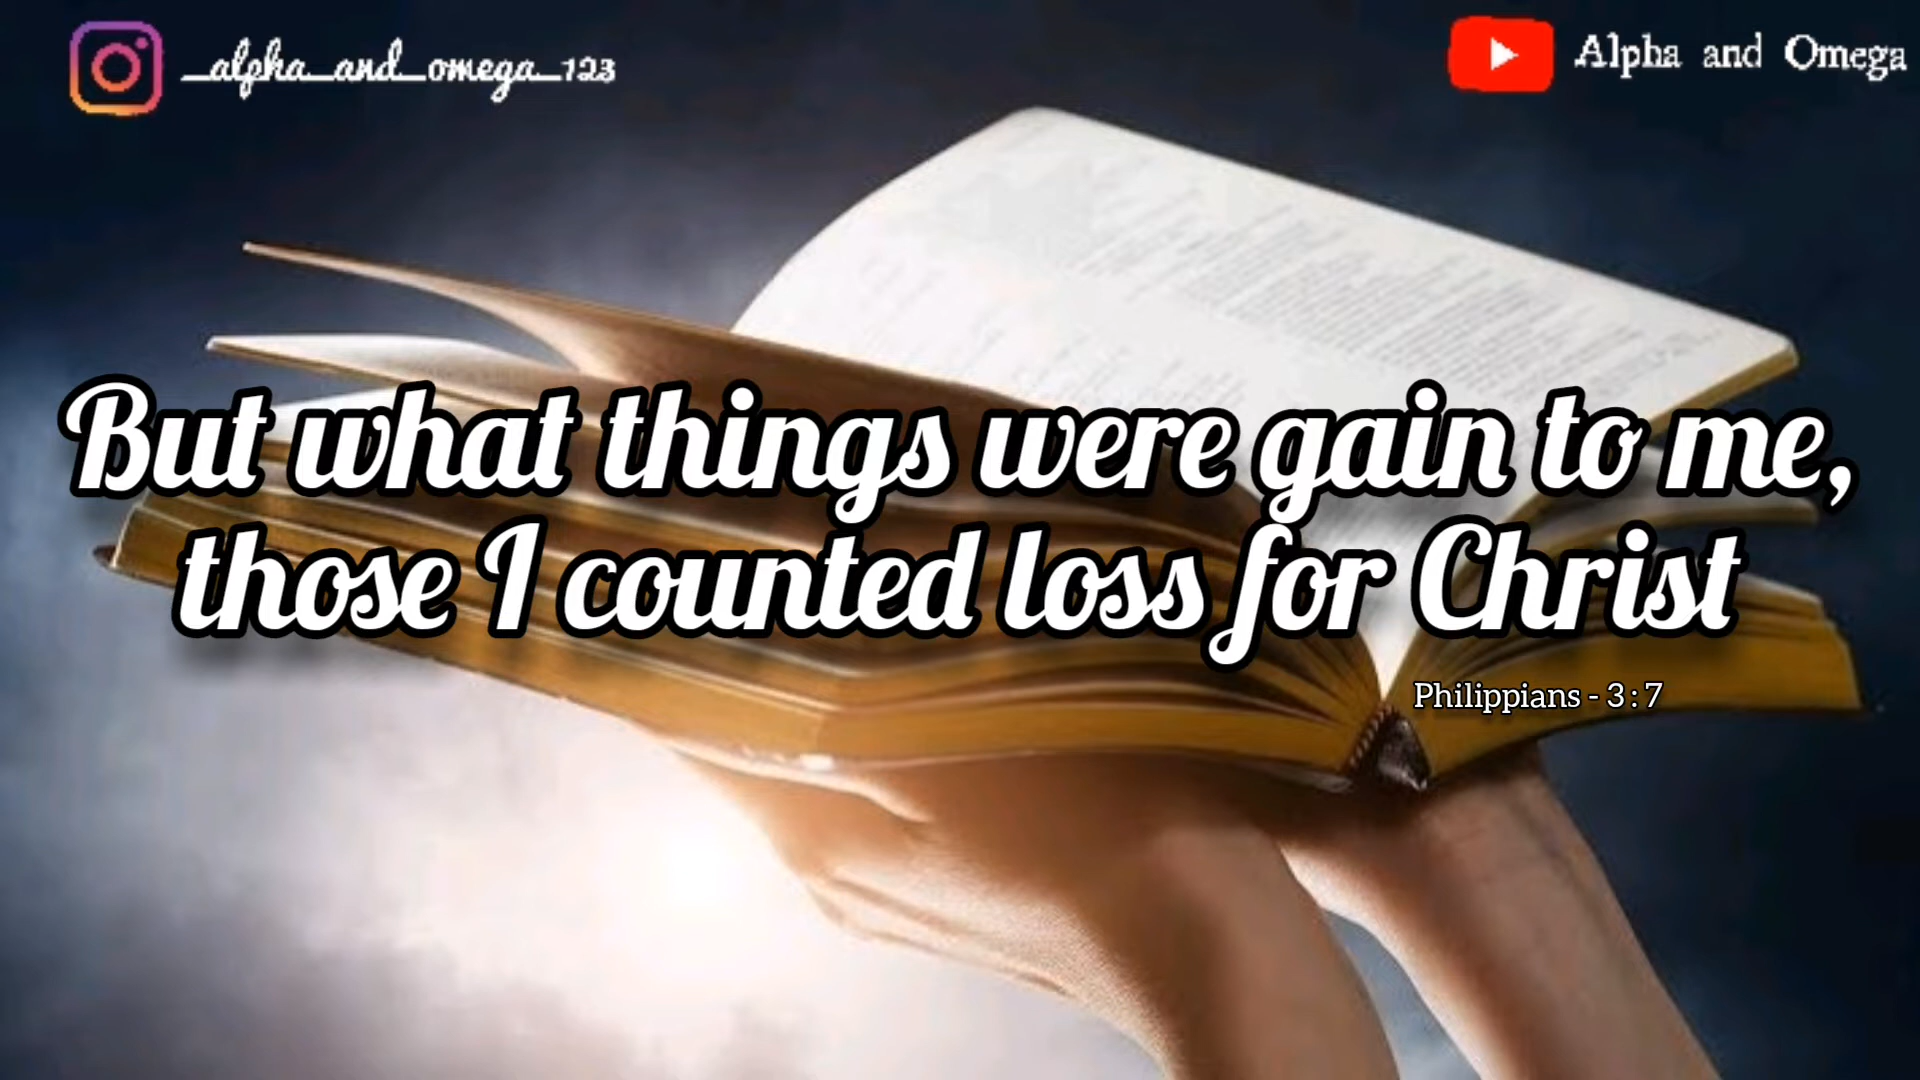 _alpha_and_omega_123
Alpha and Omega
But what things were gain to me,
those I counted loss for Christ
Philippians - 3 : 7